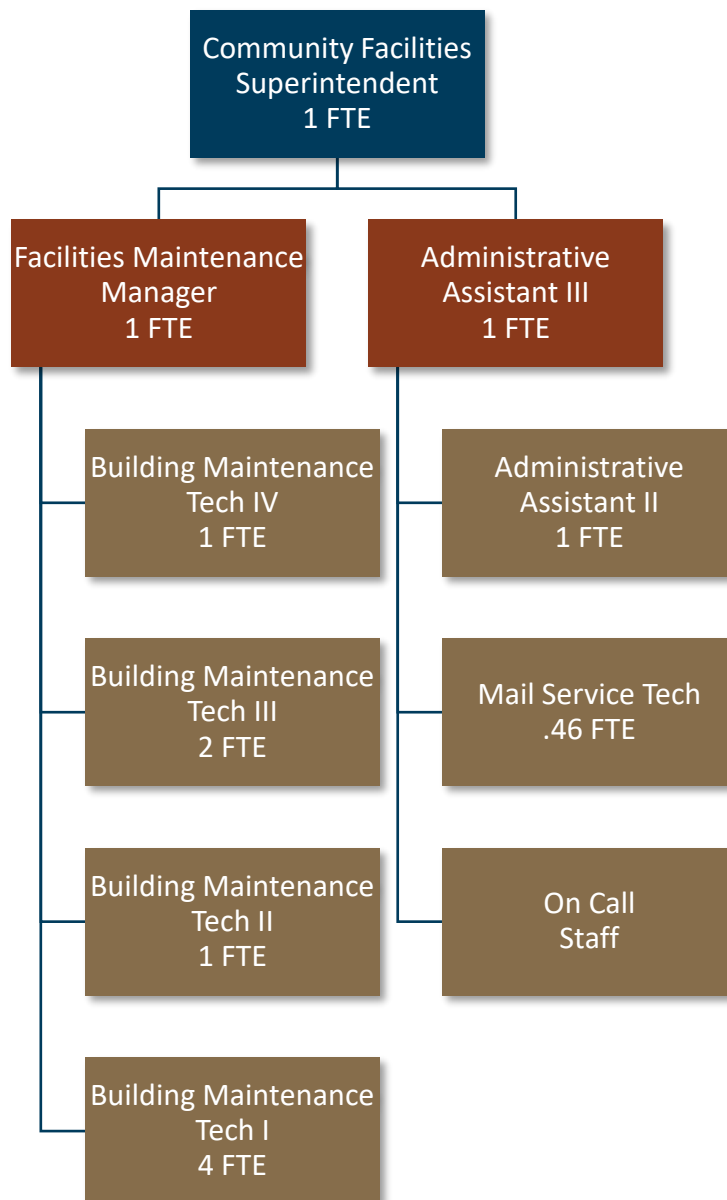 Community Facilities
Superintendent
1 FTE
Facilities Maintenance
Manager
1 FTE
Administrative
Assistant III
1 FTE
Building Maintenance
Tech IV
1 FTE
Administrative
Assistant II
1 FTE
Building Maintenance
Tech III
2 FTE
Mail Service Tech
.46 FTE
Building Maintenance
Tech II
1 FTE
On Call
Staff
Building Maintenance
Tech I
4 FTE